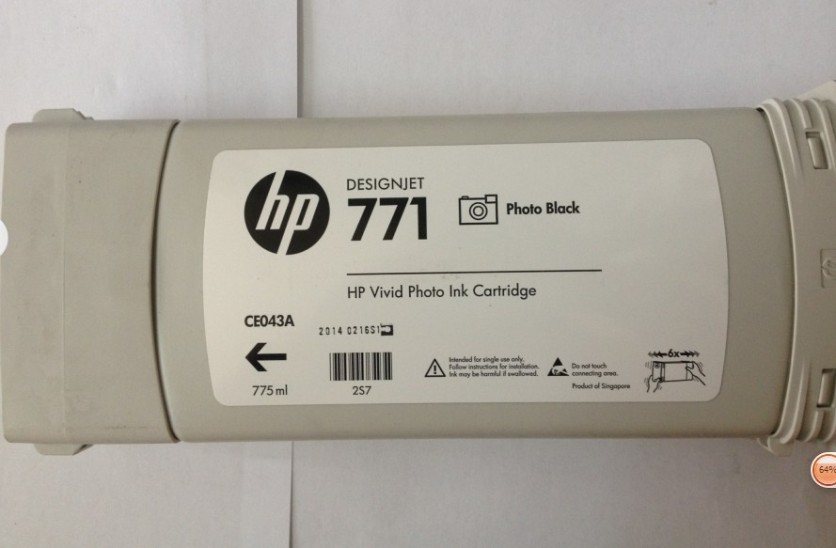 hp
DESIGNJET
771
Photo Black
HP Vivid Photo Ink Cartridge
CE043A
2014 0216S1
775 ml
2S7
Intended for single use only.
Follow instructions for installation.
Ink may be harmful if swallowed.
Do not touch
connecting area.
Product of Singapore
6x
64%